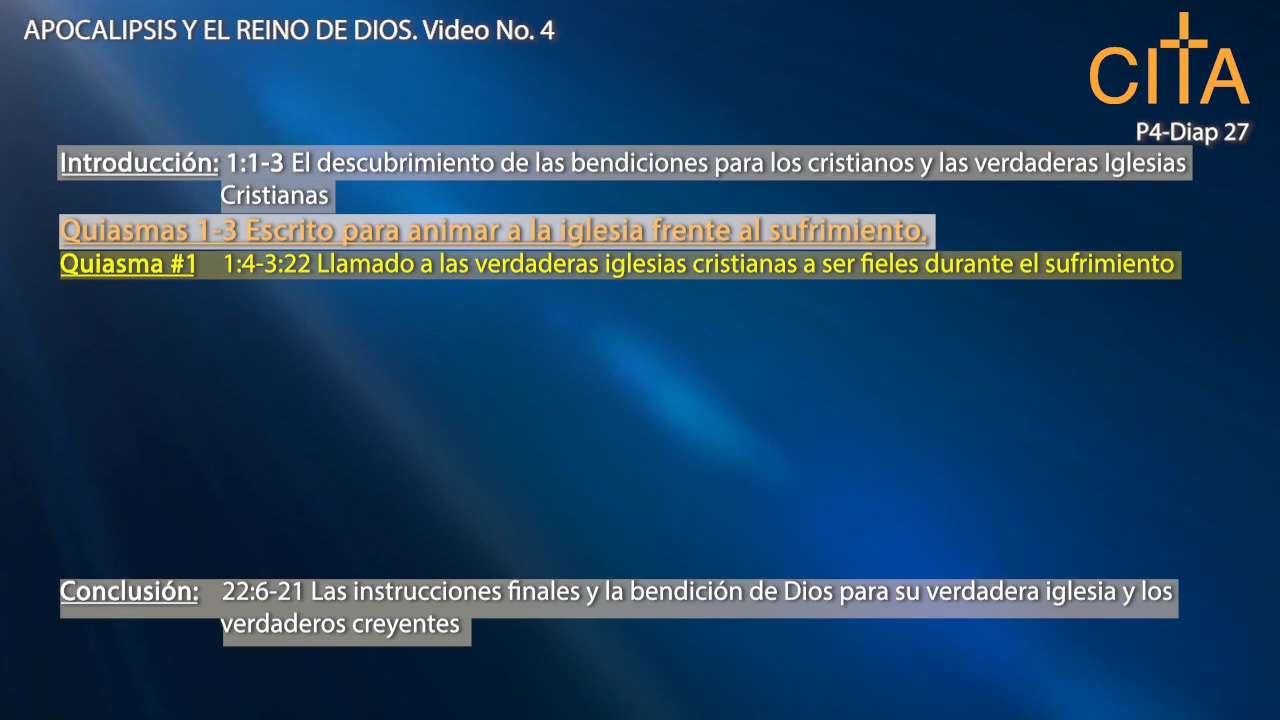 APOCALIPSIS Y EL REINO DE DIOS. Video No. 4
CITA
P4-Diap 27
Introducción: 1:1-3 El descubrimiento de las bendiciones para los cristianos y las verdaderas Iglesias
Cristianas
Quiasmas 1-3 Escrito para animar a la iglesia frente al sufrimiento.
Quiasma #1 1:4-3:22 Llamado a las verdaderas iglesias cristianas a ser fieles durante el sufrimiento
Conclusión: 22:6-21 Las instrucciones finales y la bendición de Dios para su verdadera iglesia y los
verdaderos creyentes